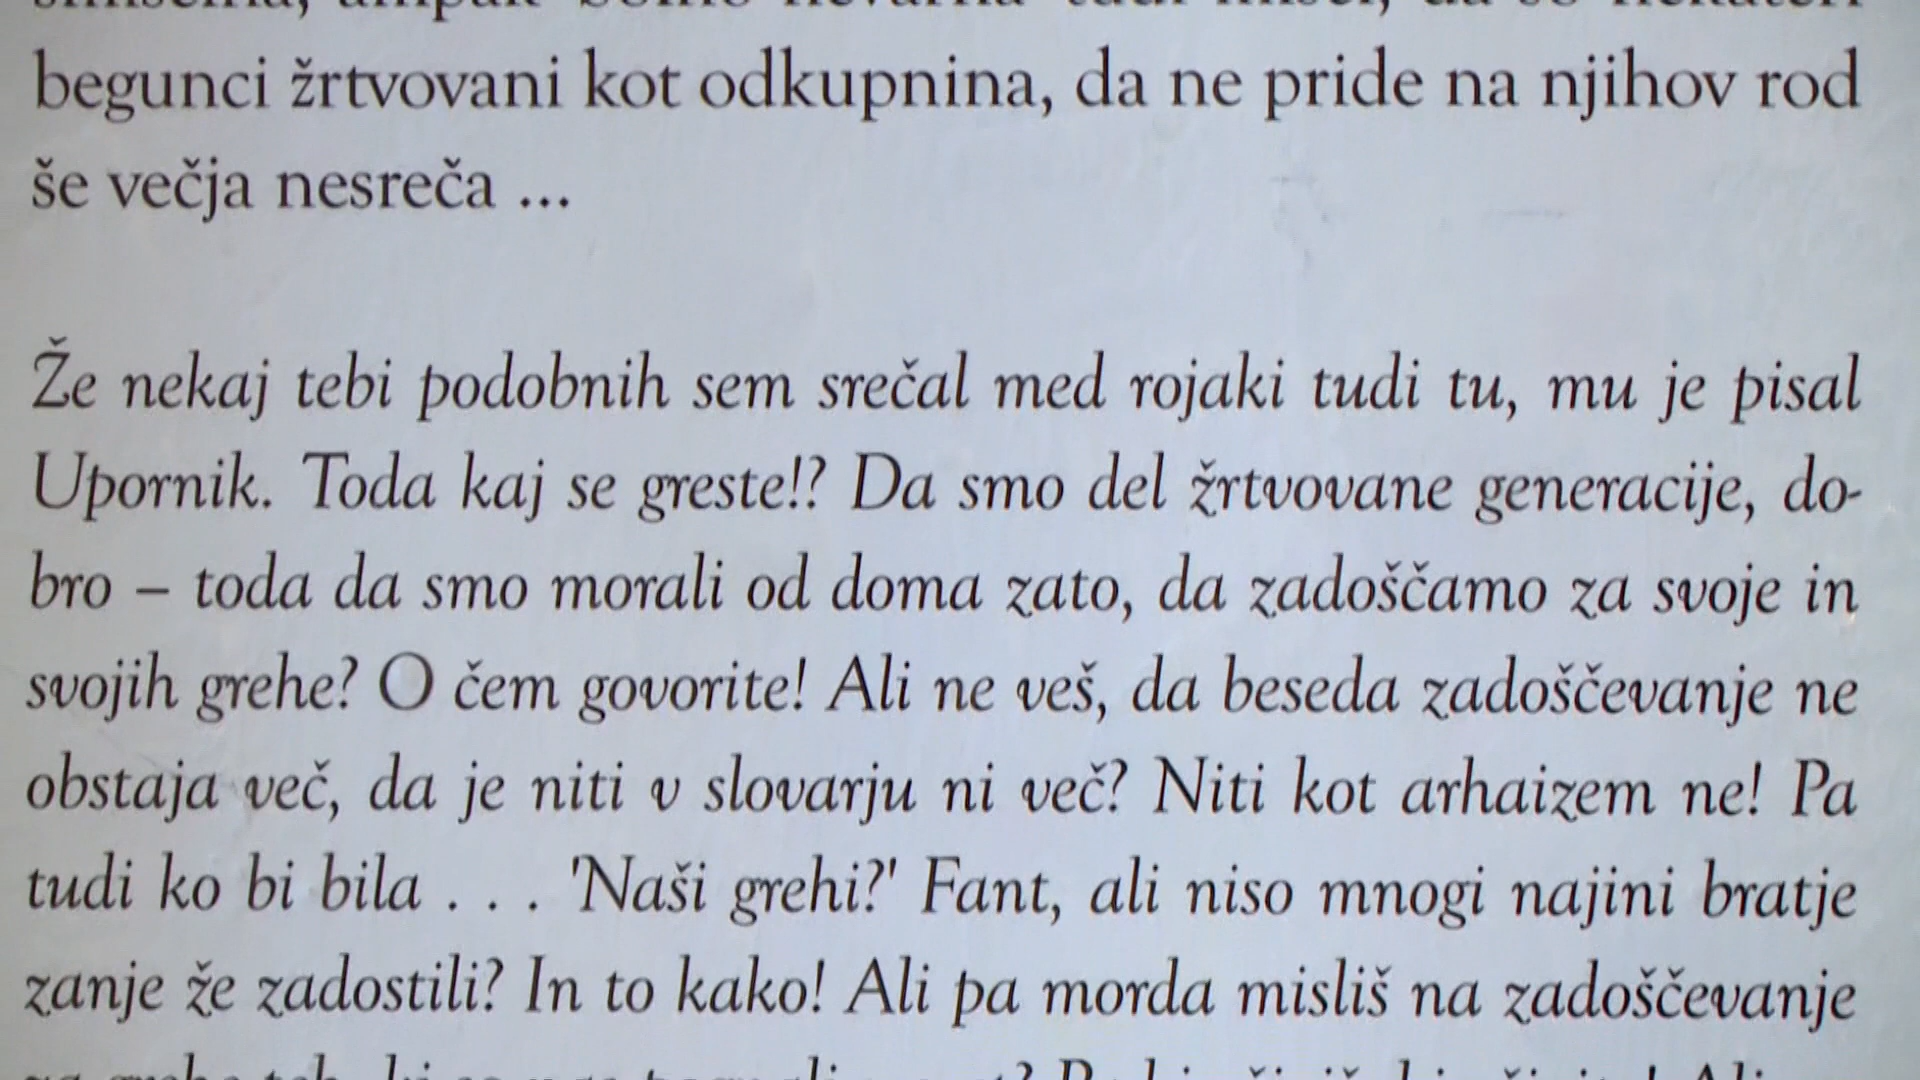 begunci žrtvovani kot odkupnina, da ne pride na njihov rod
še večja nesreča ...
Že nekaj tebi podobnih sem srečal med rojaki tudi tu, mu je pisal
Upornik. Toda kaj se greste!? Da smo del žrtvovane generacije, do-
bro – toda da smo morali od doma zato, da zadoščamo za svoje in
svojih grehe? O čem govorite! Ali ne veš, da beseda zadoščevanje ne
obstaja več, da je niti v slovarju ni več? Niti kot arhaizem ne! Pa
tudi ko bi bila . . . 'Naši grehi?' Fant, ali niso mnogi najini bratje
zanje že zadostili? In to kako! Ali pa morda misliš na zadoščevanje